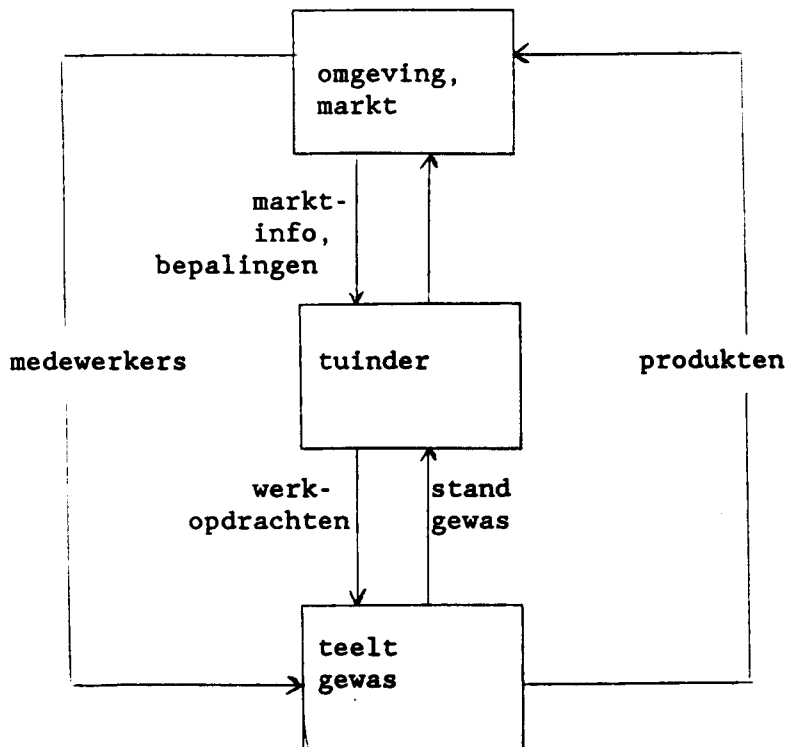 omgeving,
markt
markt-
info,
bepalingen
medewerkers
tuinder
produkten
werk-
opdrachten
stand
gewas
teelt
gewas